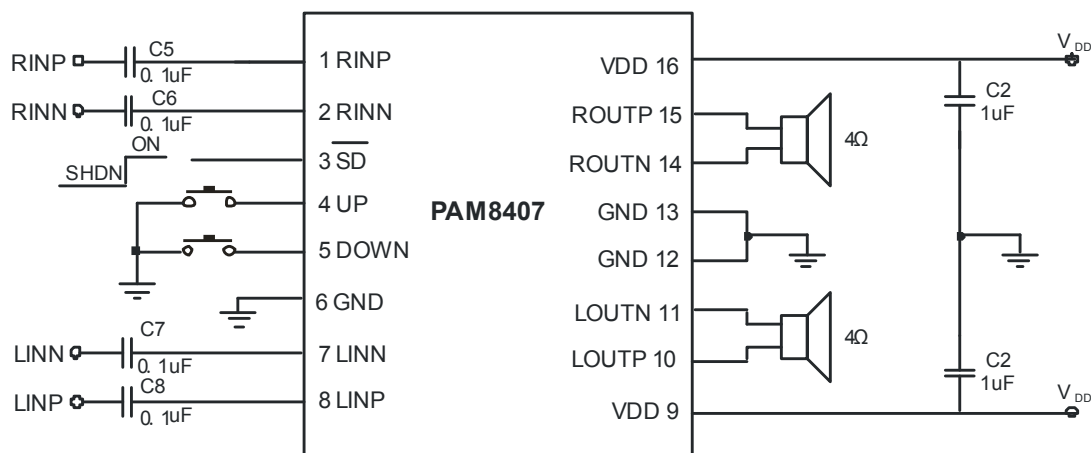 RINP
C5
0.1uF
1 RINP
RINN
C6
0.1uF
2 RINN
ON
SHDN
3 SD
4 UP
5 DOWN
6 GND
LINN
C7
0.1uF
7 LINN
LINP
C8
0.1uF
8 LINP
PAM8407
VDD 16
ROUTP 15
ROUTN 14
GND 13
GND 12
LOUTN 11
LOUTP 10
VDD 9
4Ω
4Ω
VDD
C2
1uF
C2
1uF
VDD